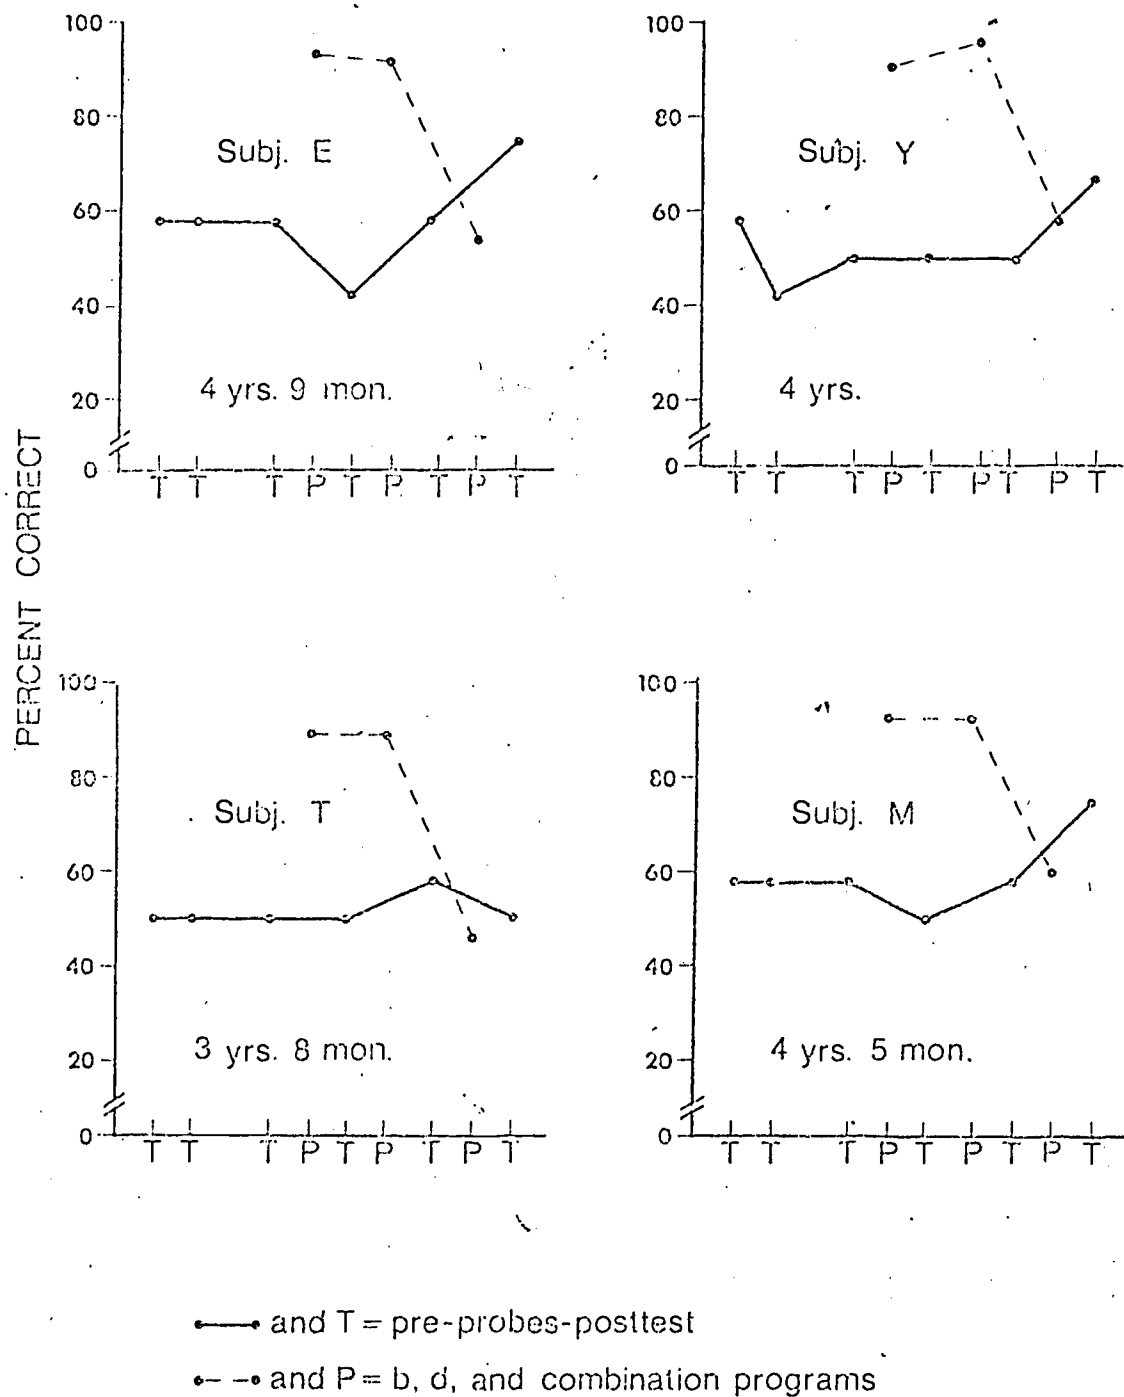 PERCENT CORRECT
100
80
60
40
20
0
Subj. E
4 yrs. 9 mon.
T T T P T P T P T
100
80
60
40
20
0
Subj. Y
4 yrs.
T T T P T P T P T
100
80
60
40
20
0
Subj. T
3 yrs. 8 mon.
T T T P T P T P T
100
80
60
40
20
0
Subj. M
4 yrs. 5 mon.
T T T P T P T P T
and T = pre-probes-posttest
and P = b, d, and combination programs